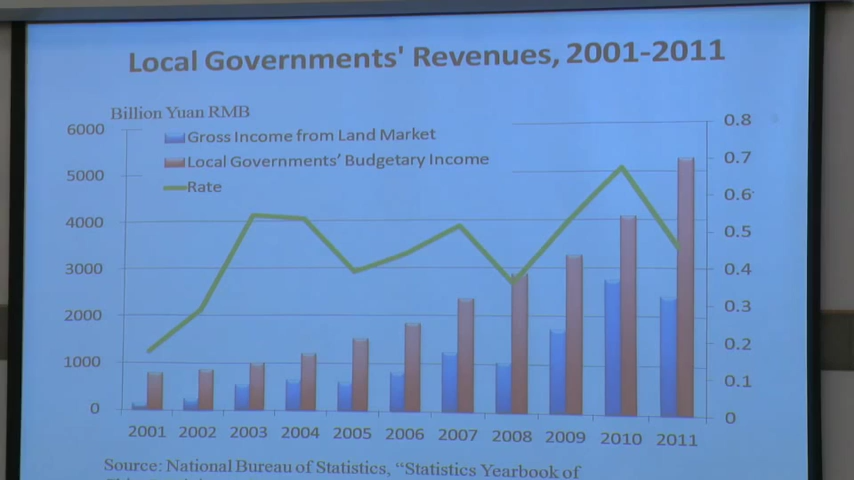 Local Governments' Revenues, 2001-2011
Billion Yuan RMB
6000
5000
4000
3000
2000
1000
0
Gross Income from Land Market
Local Governments' Budgetary Income
Rate
0.8
0.7
0.6
0.5
0.4
0.3
0.2
0.1
0
2001 2002 2003 2004 2005 2006 2007 2008 2009 2010 2011
Source: National Bureau of Statistics, “Statistics Yearbook of